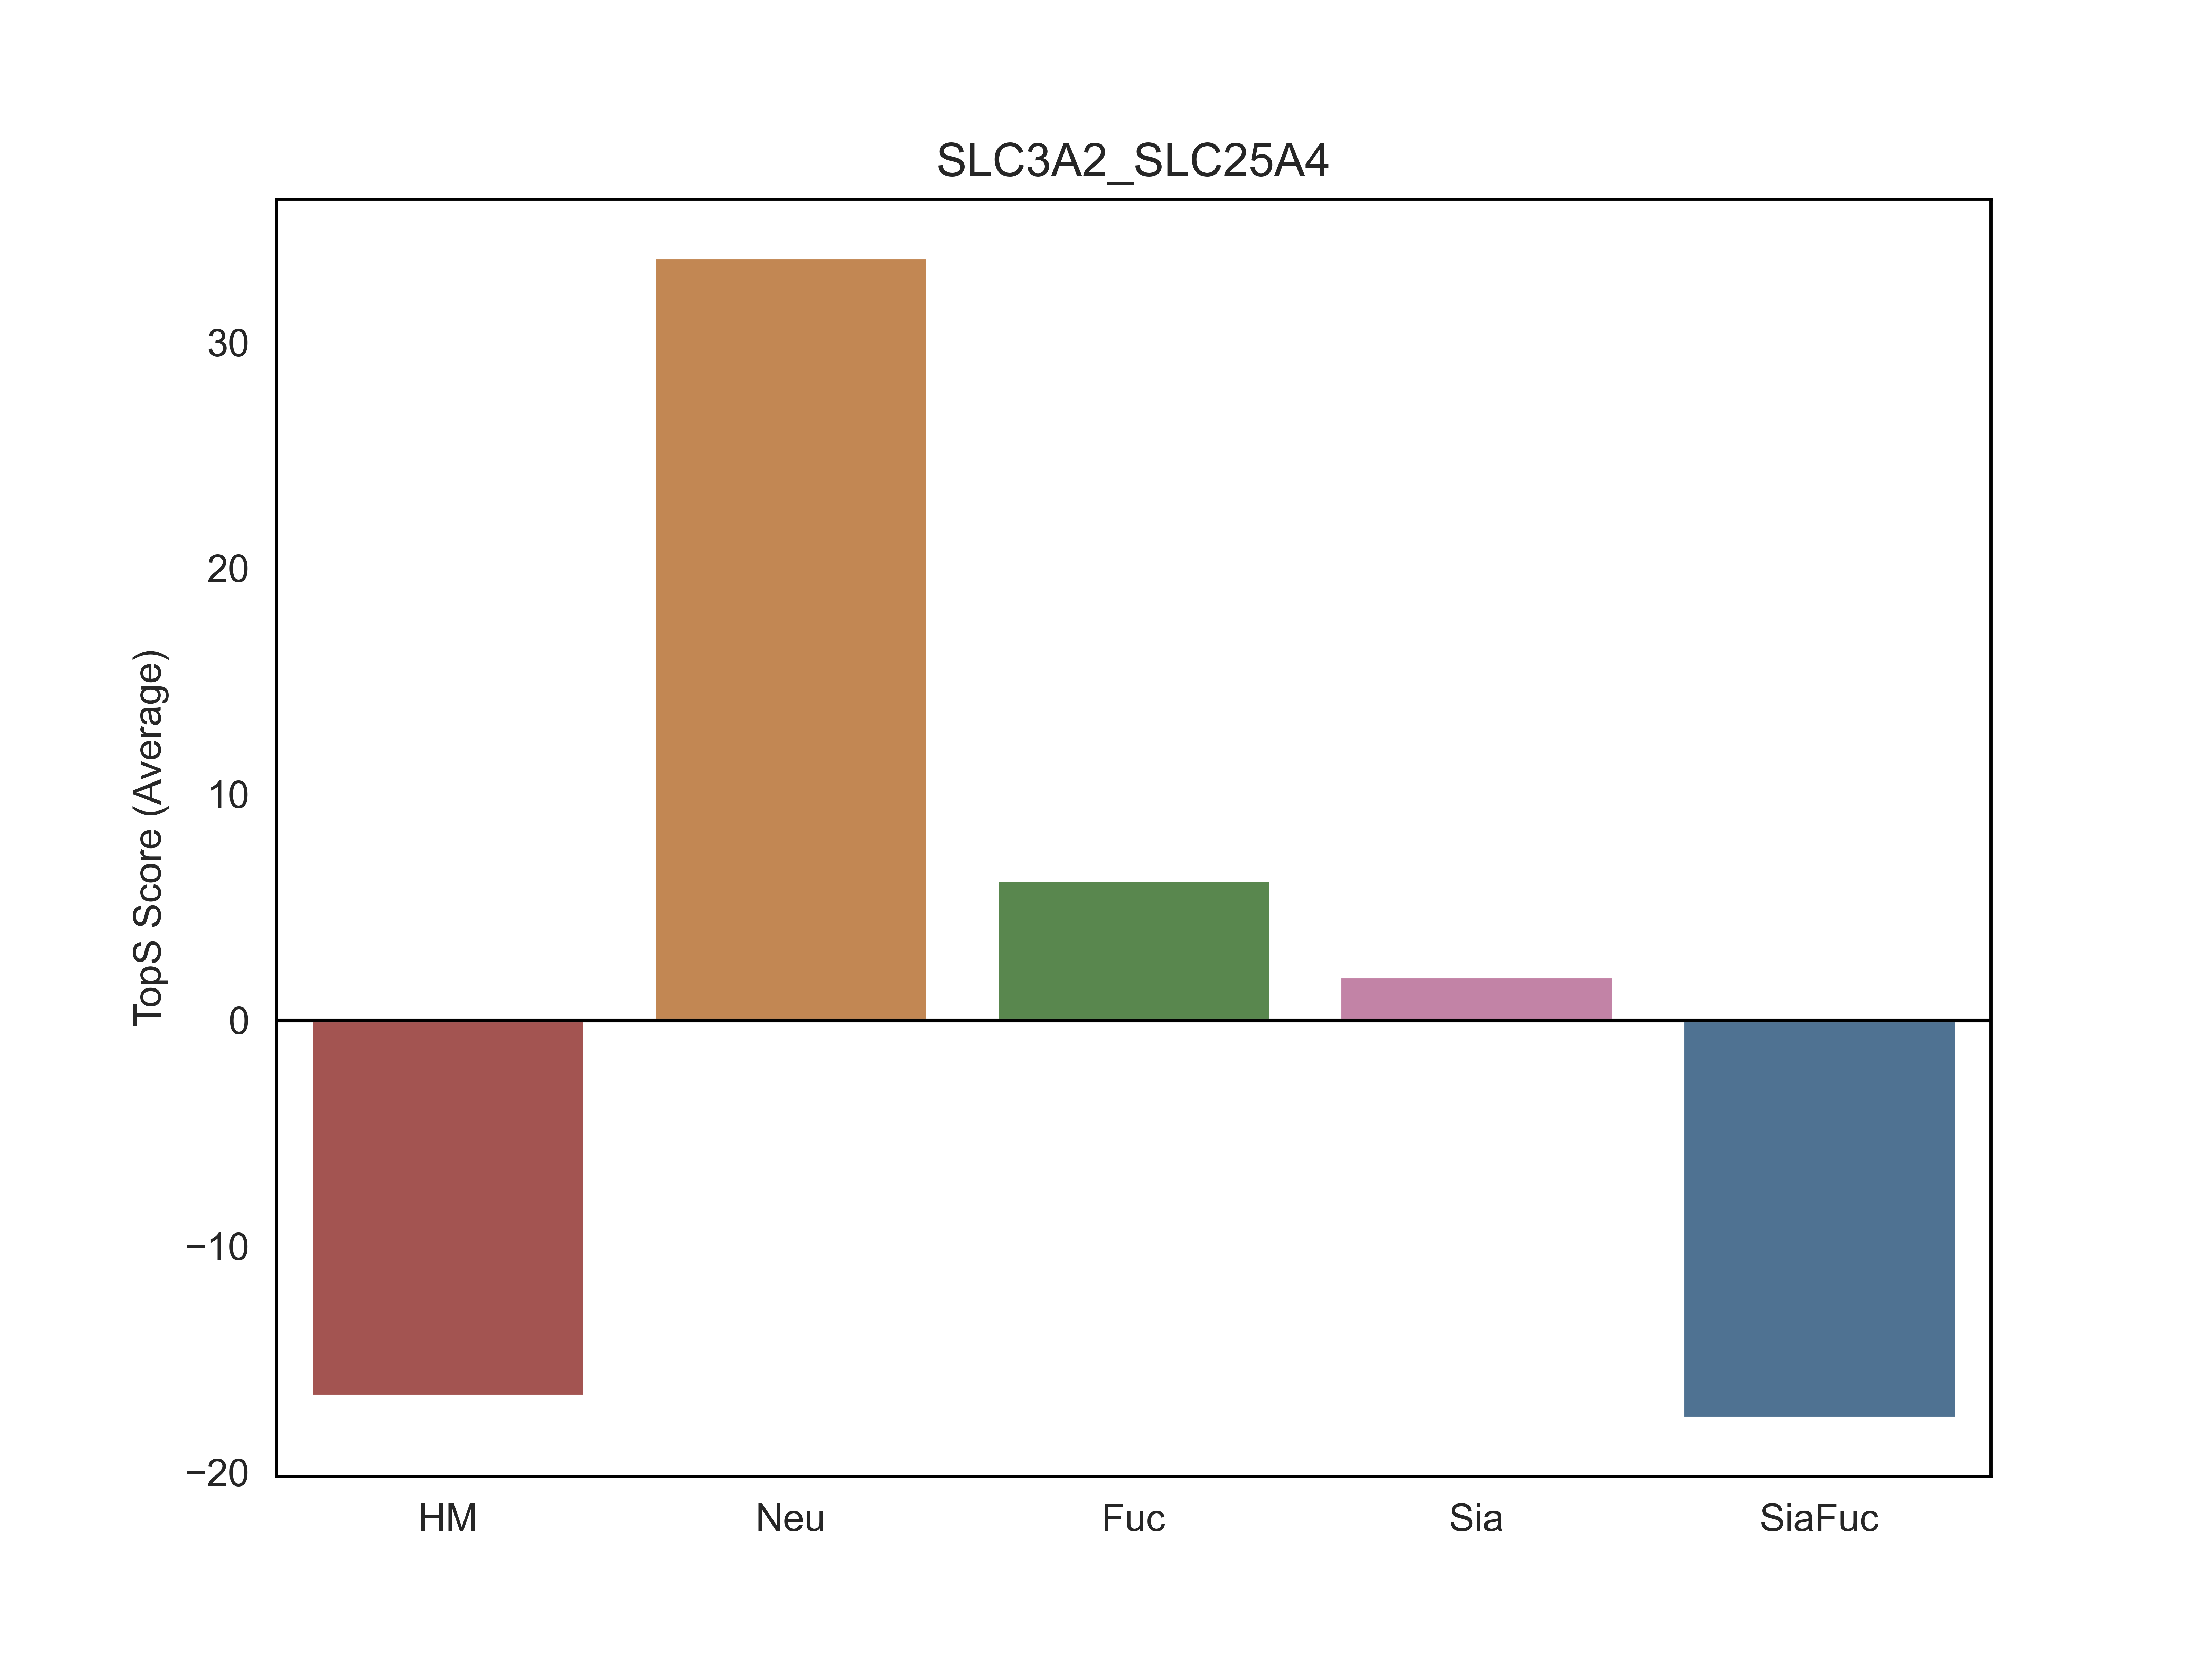 SLC3A2_SLC25A4
TopS Score (Average)
30
20
10
0
−10
−20
HM
Neu
Fuc
Sia
SiaFuc